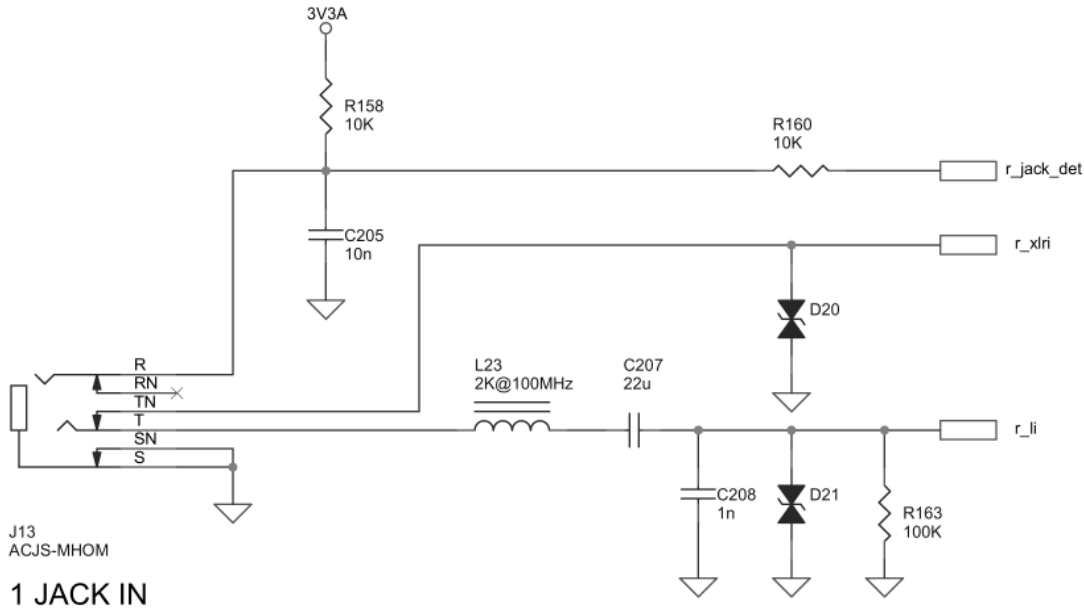 3V3A
R158
10K
R160
10K
r_jack_det
C205
10n
r_xlri
D20
R
RN
TN
T
SN
S
L23
2K@100MHz
C207
22u
r_li
C208
1n
D21
R163
100K
J13
ACJS-MHOM
1 JACK IN